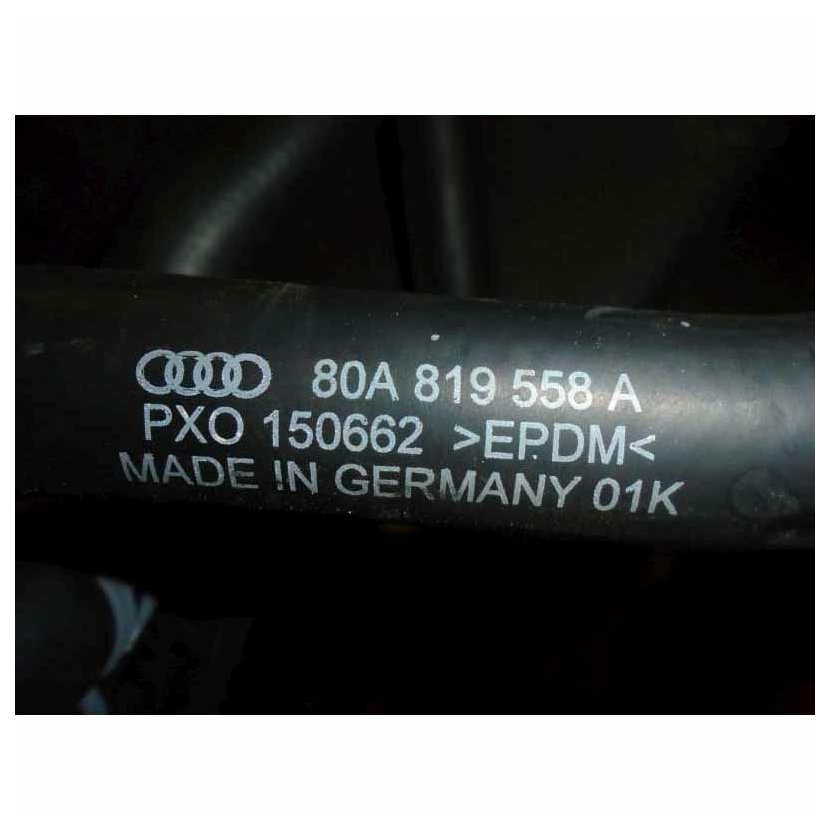 80A 819 558 A
PXO 150662 >EPDM<
MADE IN GERMANY 01K